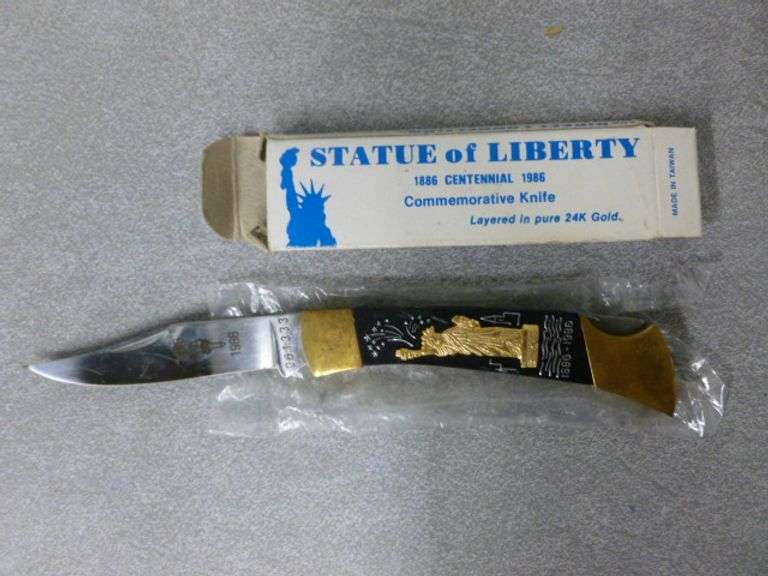 STATUE of LIBERTY
1886 CENTENNIAL 1986
Commemorative Knife
Layered in pure 24K Gold.
MADE IN TAIWAN
1986
1886-1986